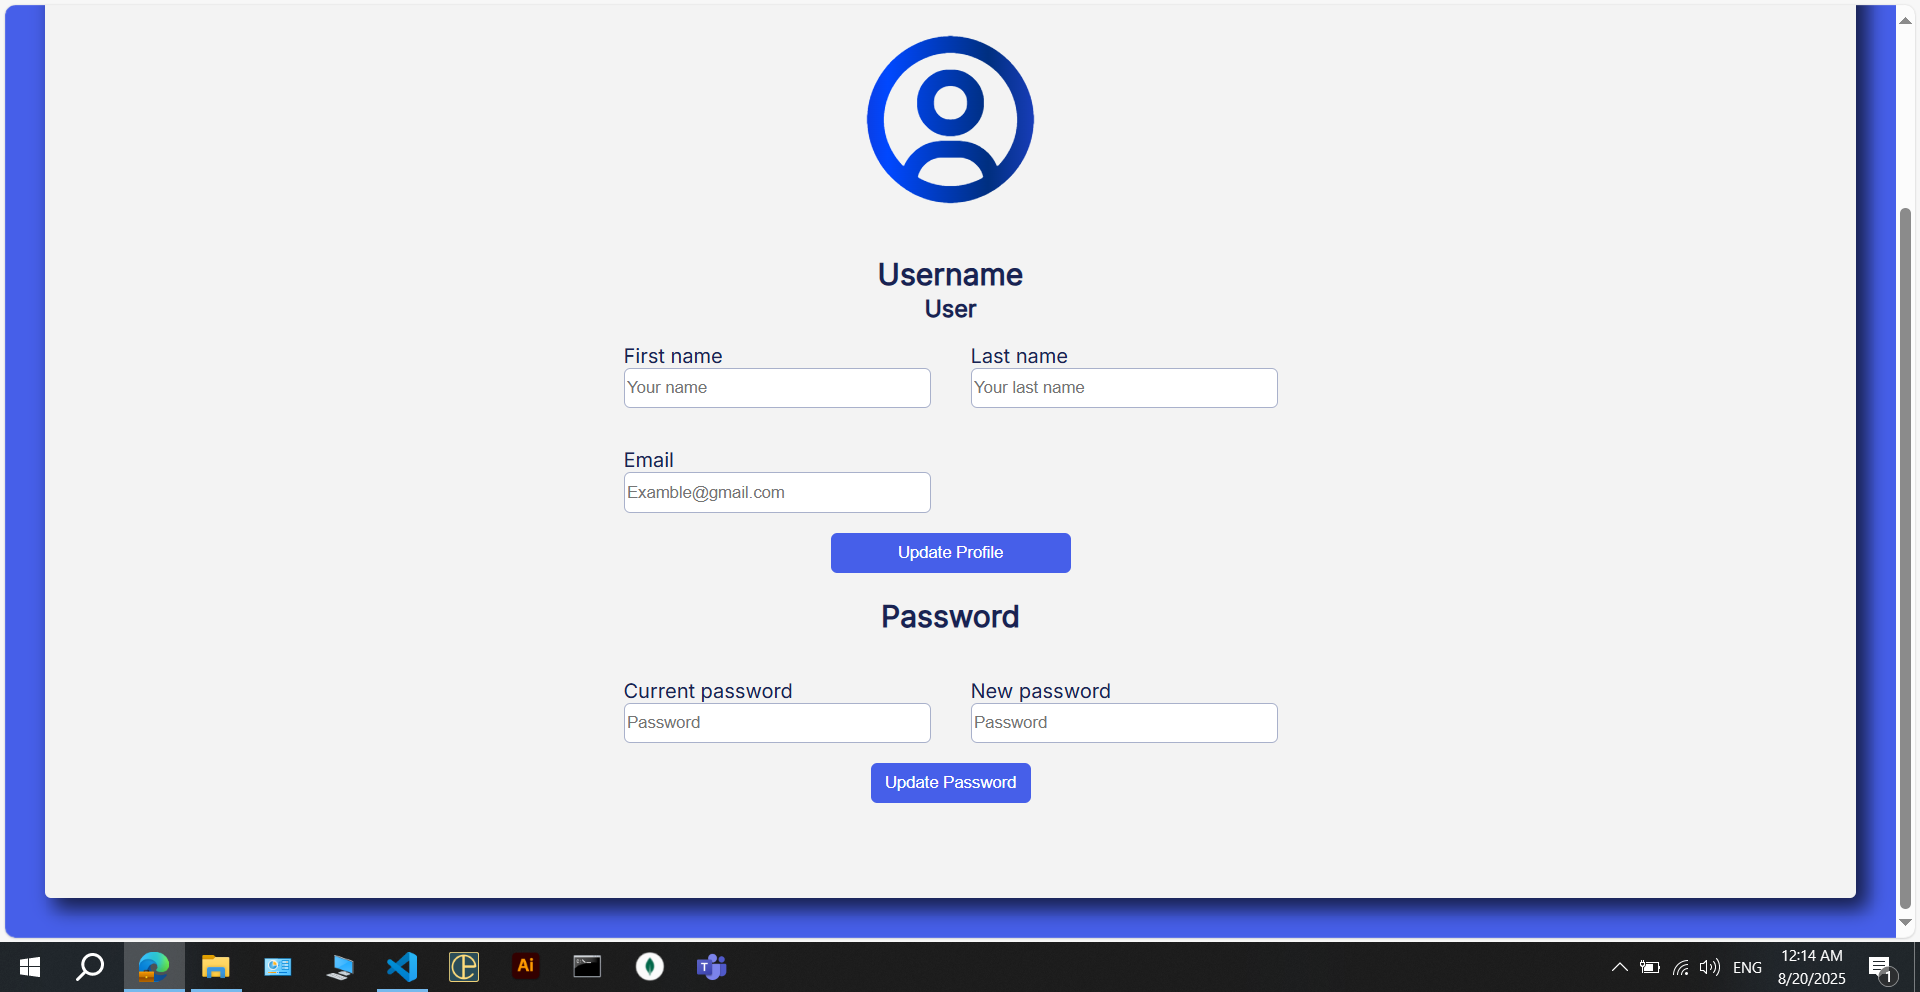 Username
User
First name
Last name
Your name
Your last name
Email
Examble@gmail.com
Update Profile
Password
Current password
New password
Password
Password
Update Password
Ai
T
ENG
12:14 AM
8/20/2025
1